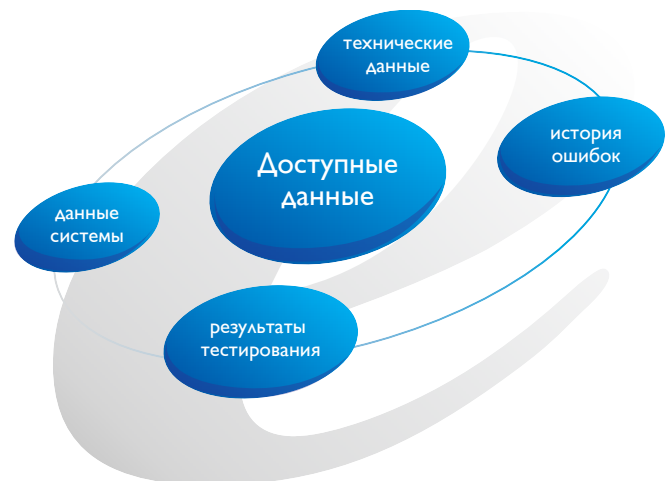 технические
данные
история
ошибок
Доступные
данные
данные
системы
результаты
тестирования